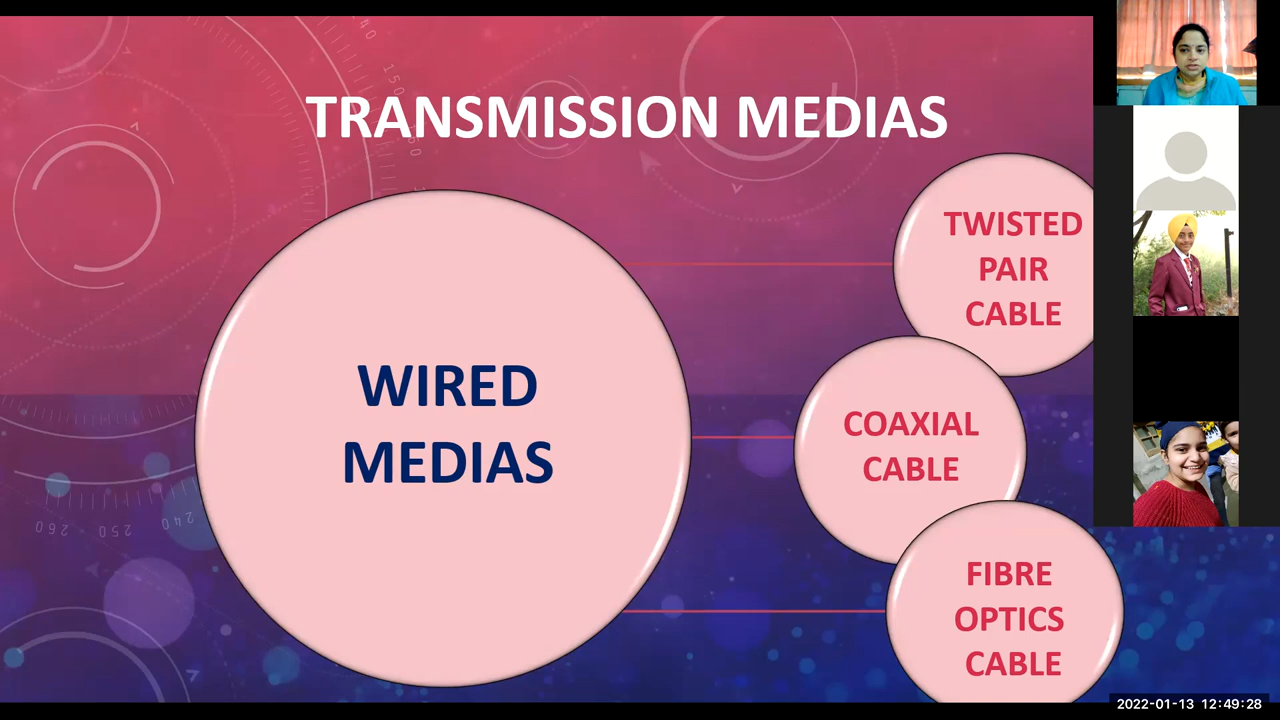 TRANSMISSION MEDIAS
WIRED
MEDIAS
TWISTED
PAIR
CABLE
COAXIAL
CABLE
FIBRE
OPTICS
CABLE
2022-01-13 12:49:28